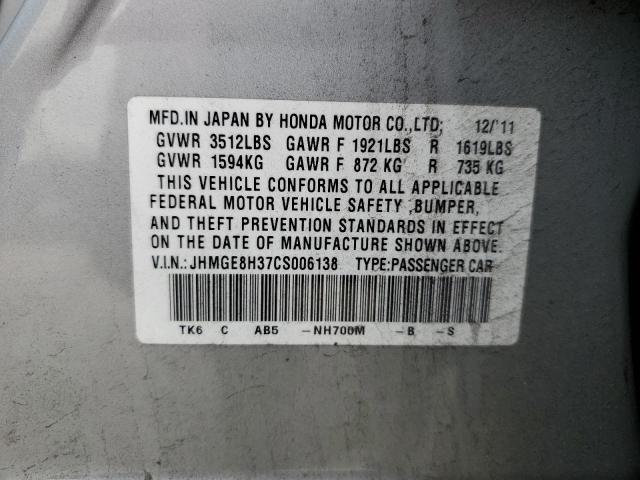 MFD.IN JAPAN BY HONDA MOTOR CO.,LTD; 12/'11
GVWR 3512LBS GAWR F 1921LBS R 1619LBS
GVWR 1594KG GAWR F 872 KG R 735 KG
THIS VEHICLE CONFORMS TO ALL APPLICABLE
FEDERAL MOTOR VEHICLE SAFETY ,BUMPER,
AND THEFT PREVENTION STANDARDS IN EFFECT
ON THE DATE OF MANUFACTURE SHOWN ABOVE.
V.I.N.: JHMGE8H37CS006138 TYPE:PASSENGER CAR
TK6 C AB5 -NH700M -B -S